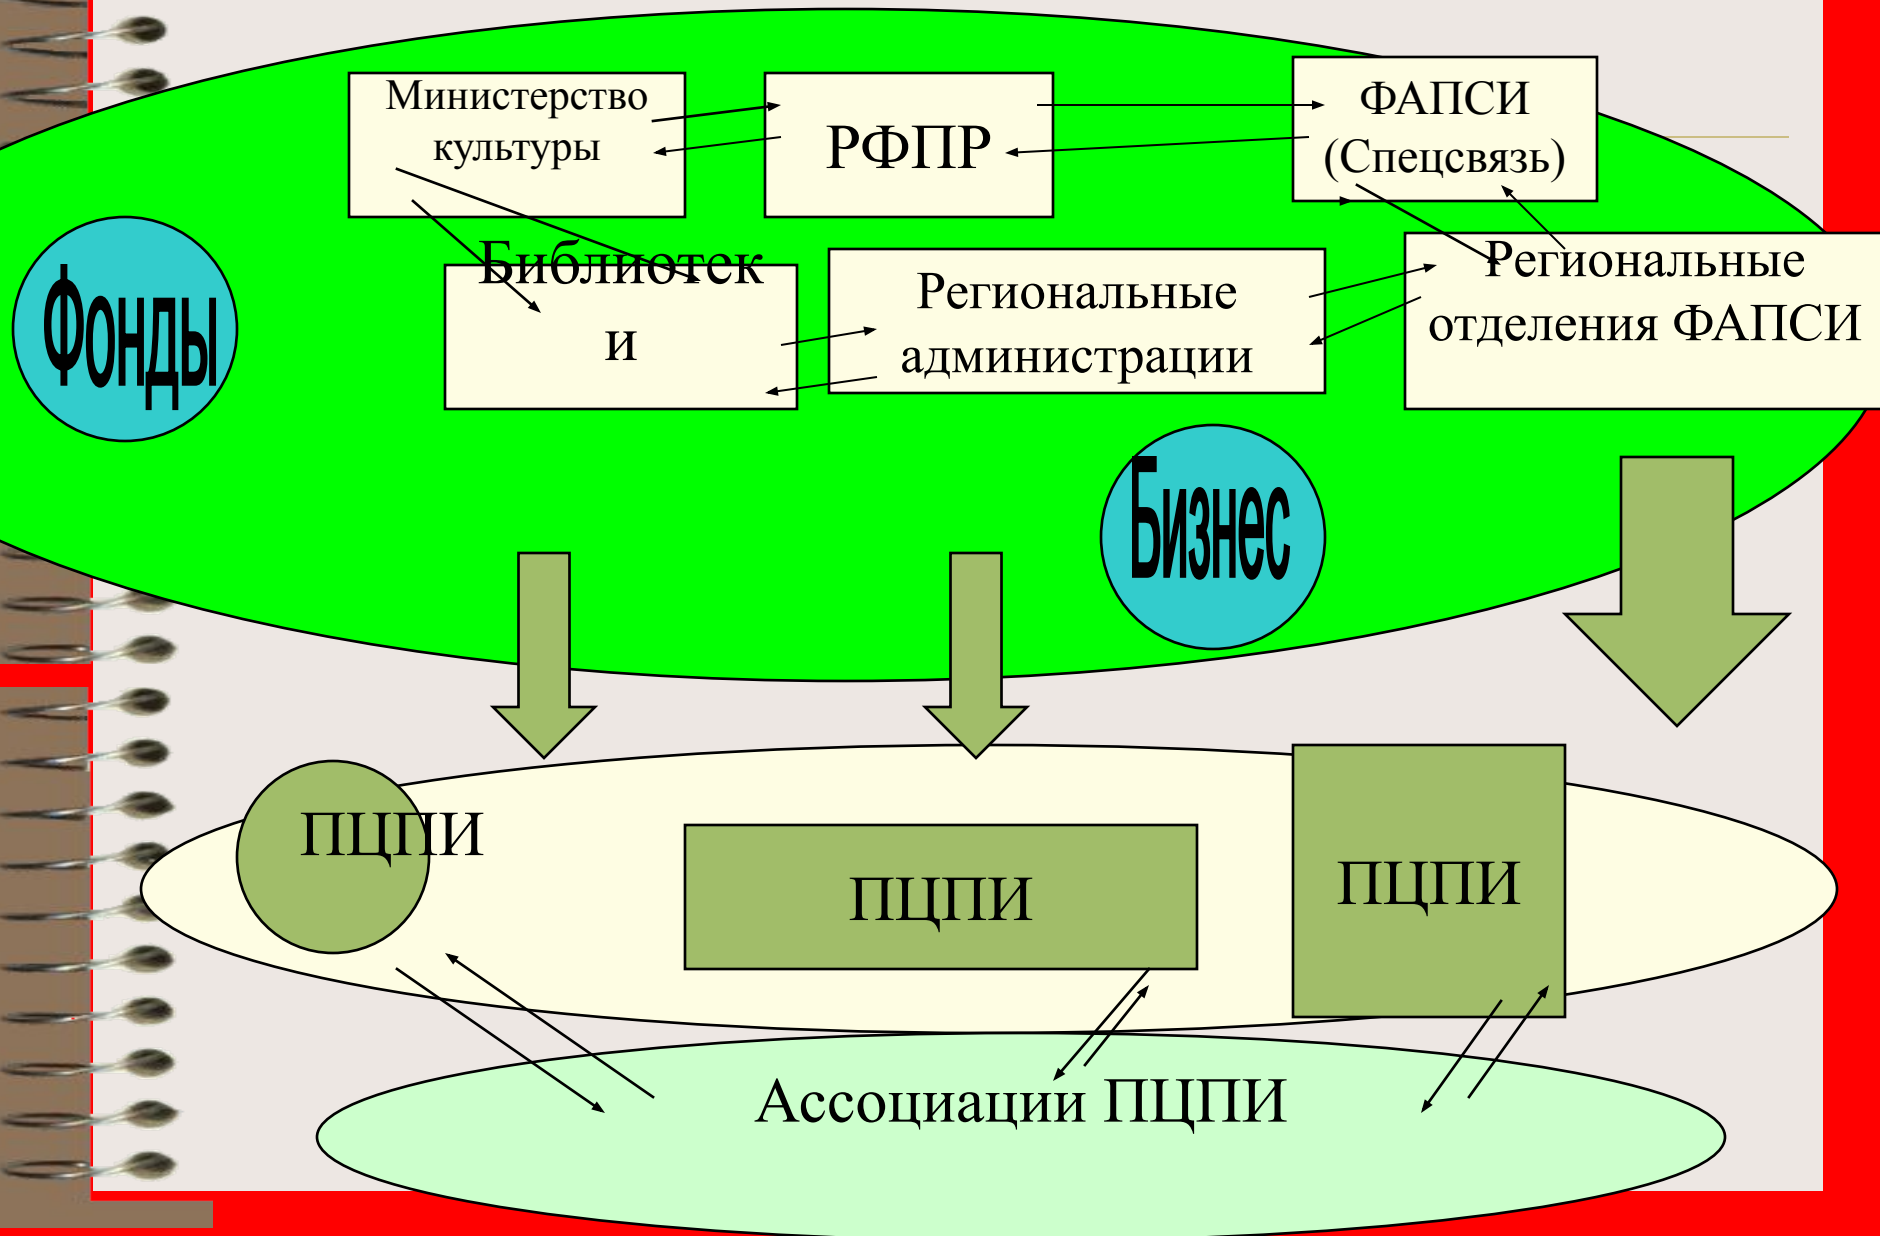 Министерство
культуры
РФПР
ФАПСИ
(Спецсвязь)
Фонды
Библиотек
и
Региональные
администрации
Региональные
отделения ФАПСИ
Бизнес
ПЦПИ
ПЦПИ
ПЦПИ
Ассоциации ПЦПИ